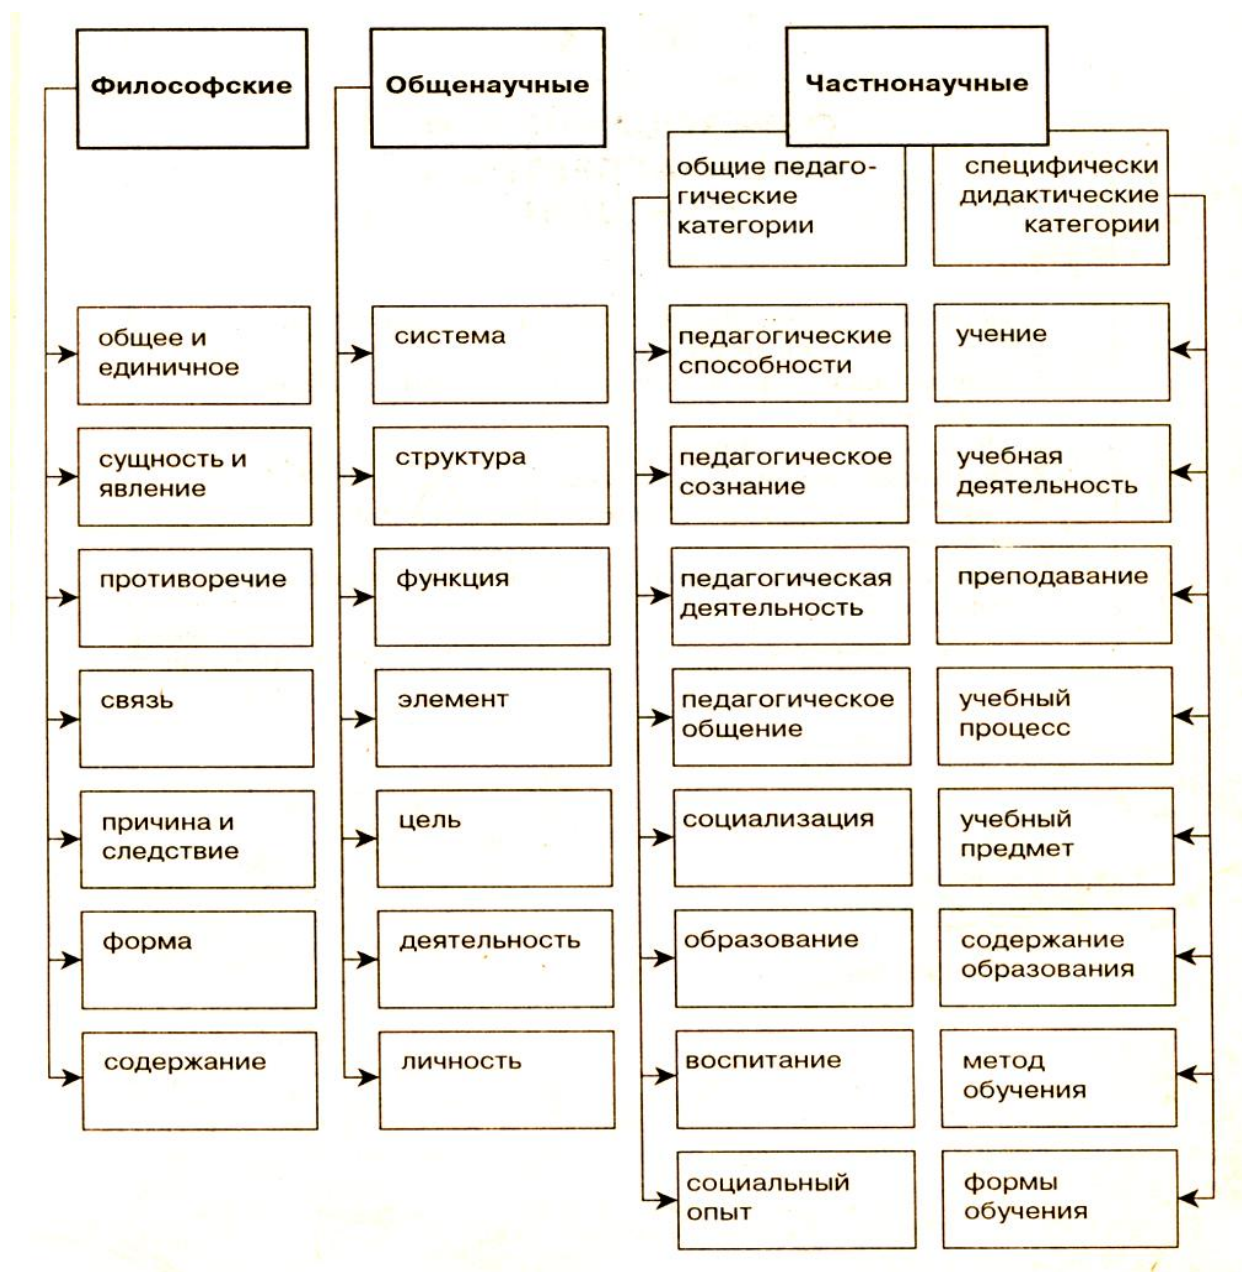 Философские
Общенаучные
Частнонаучные
общие педаго-
гические
категории
специфически
дидактические
категории
общее и
единичное
сущность и
явление
противоречие
связь
причина и
следствие
форма
содержание
система
структура
функция
элемент
цель
деятельность
личность
педагогические
способности
педагогическое
сознание
педагогическая
деятельность
педагогическое
общение
социализация
образование
воспитание
социальный
опыт
учение
учебная
деятельность
преподавание
учебный
процесс
учебный
предмет
содержание
образования
метод
обучения
формы
обучения